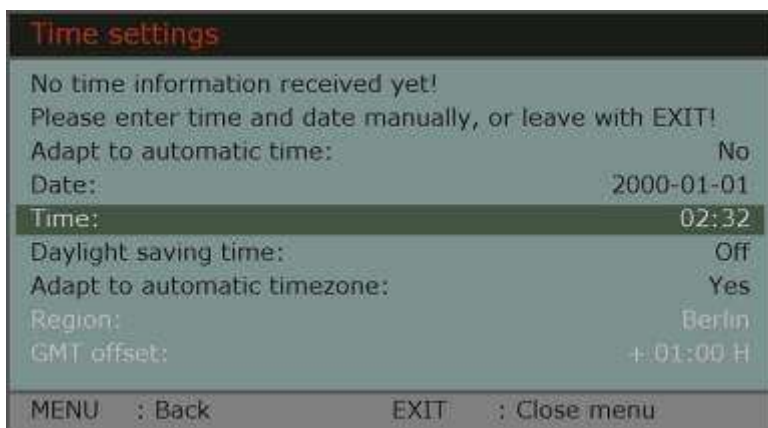 Time settings
No time information received yet!
Please enter time and date manually, or leave with EXIT!
Adapt to automatic time: No
Date: 2000-01-01
Time: 02:32
Daylight saving time: Off
Adapt to automatic timezone: Yes
Region: Berlin
GMT offset: + 01:00 H
MENU : Back EXIT : Close menu